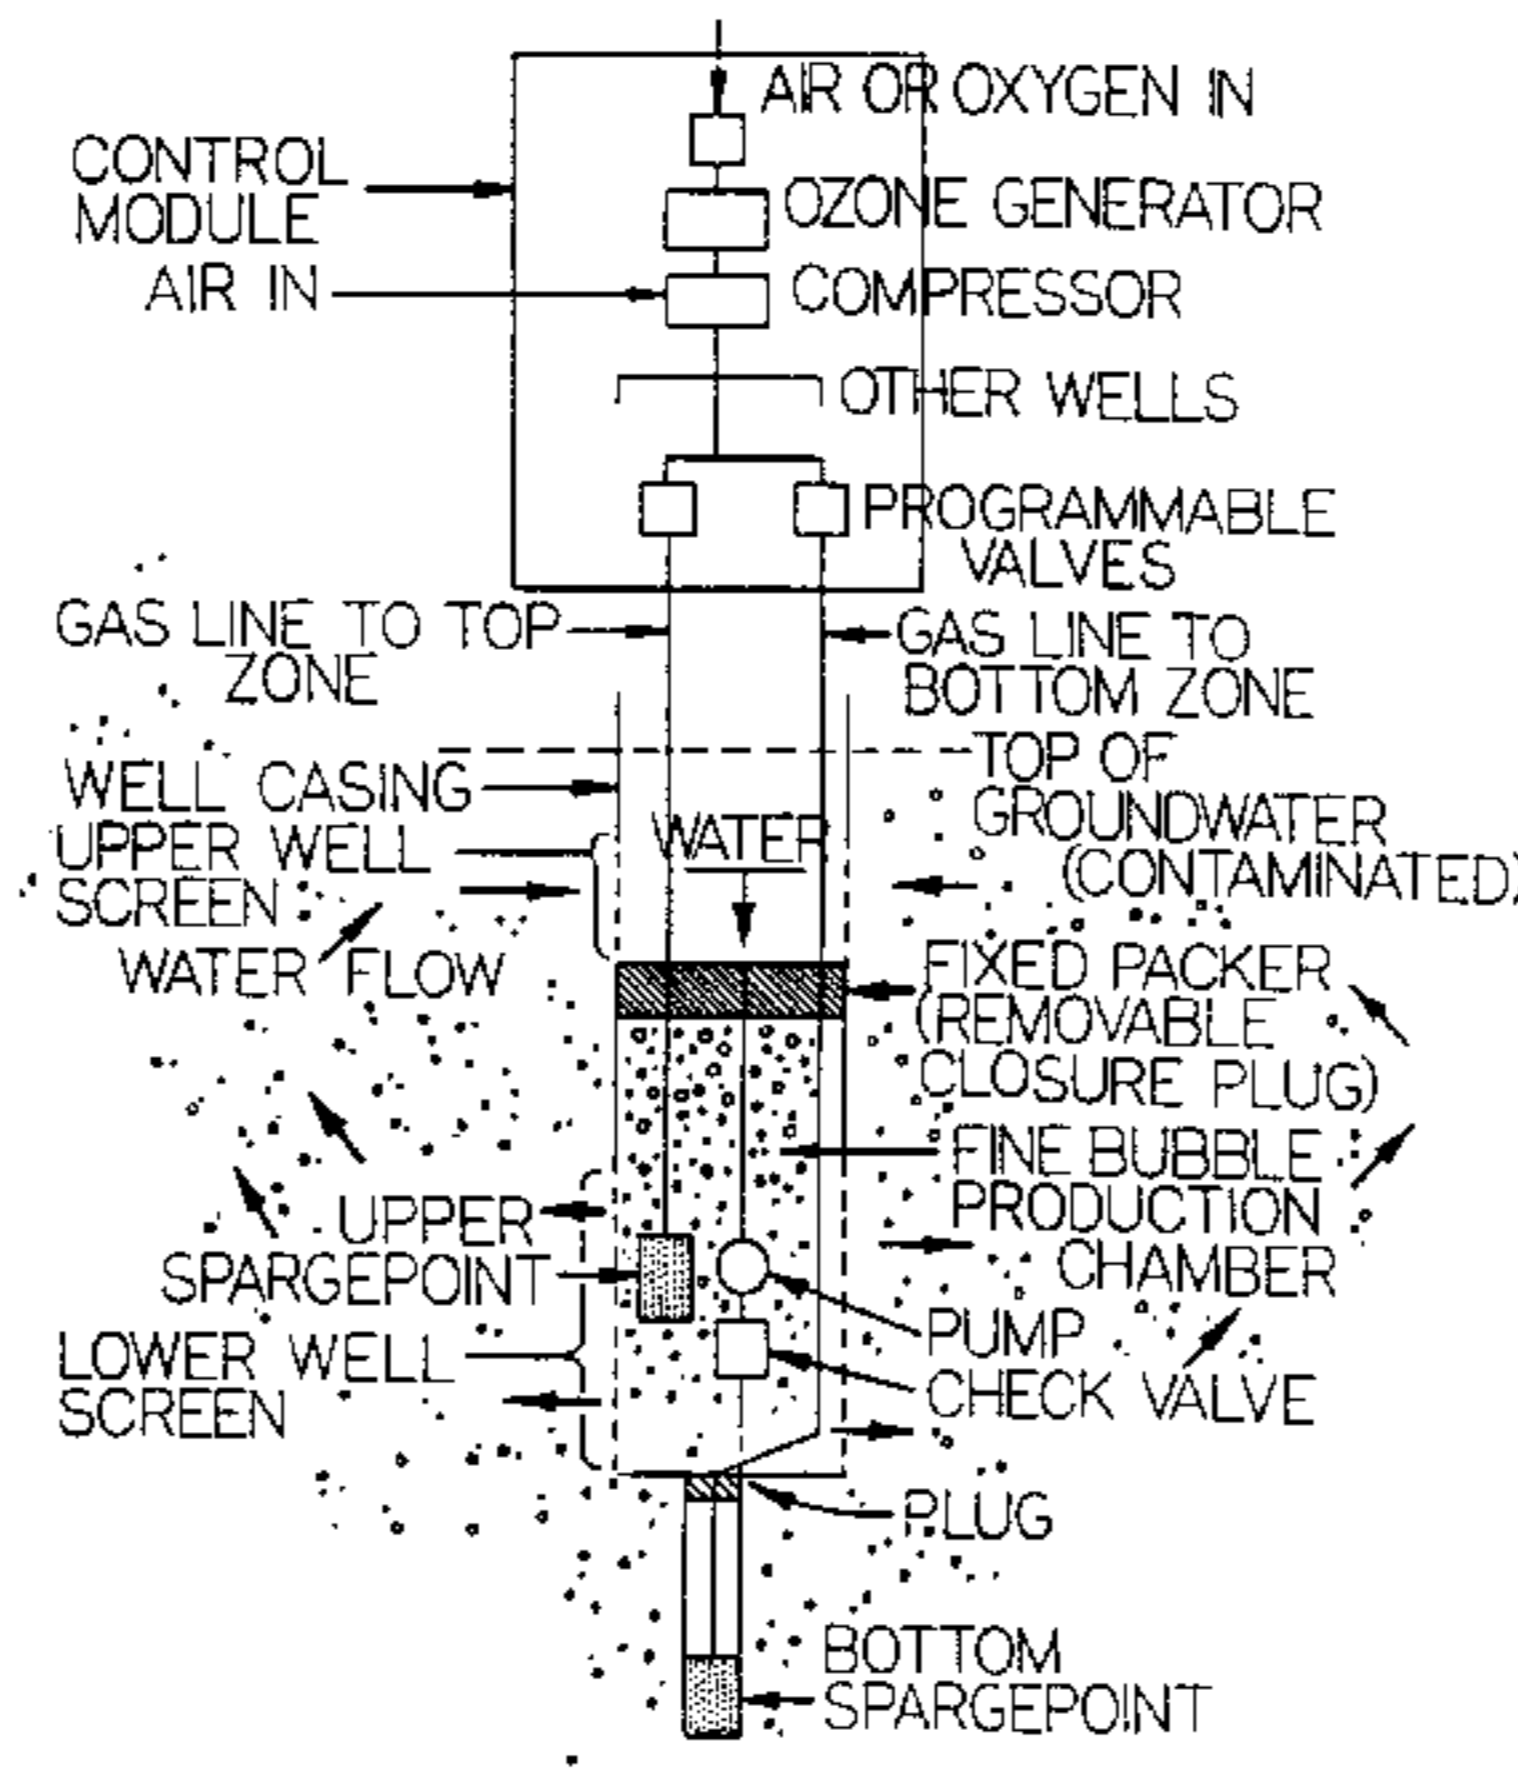 AIR OR OXYGEN IN
CONTROL
MODULE
OZONE GENERATOR
AIR IN
COMPRESSOR
OTHER WELLS
PROGRAMMABLE
VALVES
GAS LINE TO TOP
ZONE
GAS LINE TO
BOTTOM ZONE
TOP OF
GROUNDWATER
(CONTAMINATED)
WELL CASING
WATER
UPPER WELL
SCREEN
WATER FLOW
FIXED PACKER
(REMOVABLE
CLOSURE PLUG)
FINE BUBBLE
PRODUCTION
CHAMBER
UPPER
SPARGEPOINT
PUMP
LOWER WELL
SCREEN
CHECK VALVE
PLUG
BOTTOM
SPARGEPOINT